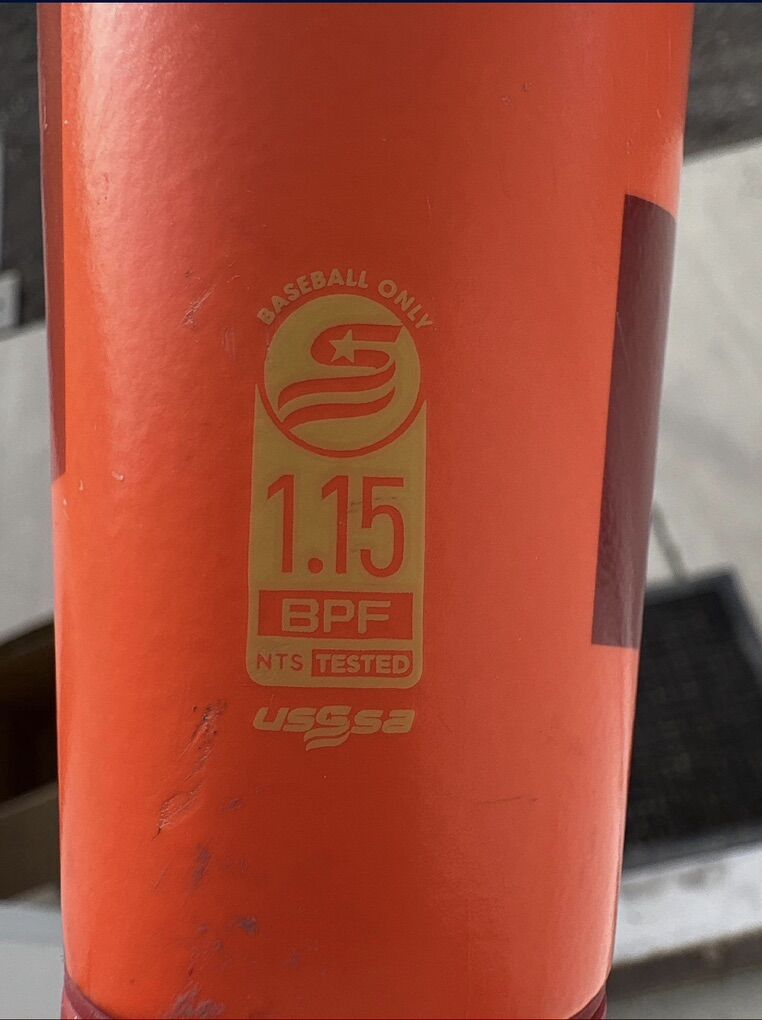 BASEBALL ONLY
1.15
BPF
NTS TESTED
USSSA